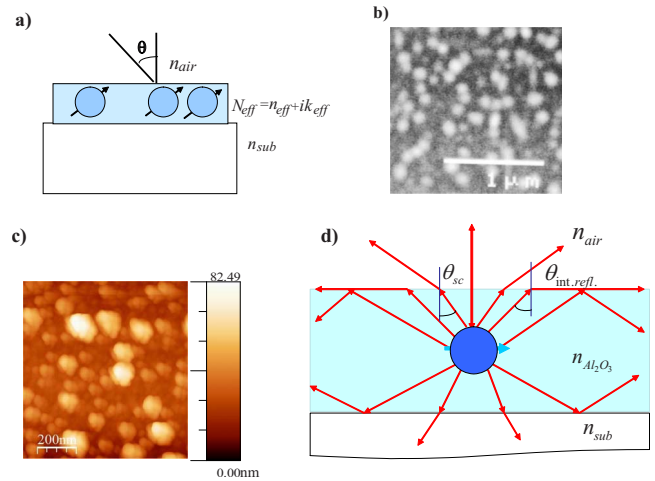 a)
θ
n_air
N_eff=n_eff+ik_eff
n_sub
b)
1 μm
c)
82.49
200nm
0.00nm
d)
n_air
θ_sc
θ_int.refl.
n_Al₂O₃
n_sub